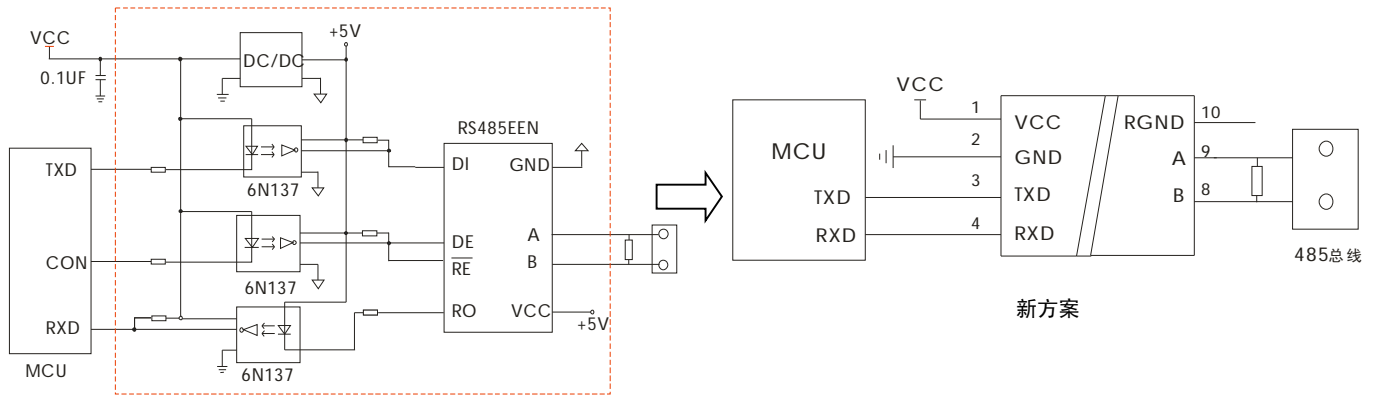 VCC
0.1UF
DC/DC
+5V
RS485EEN
TXD
CON
RXD
MCU
6N137
6N137
6N137
DI
GND
DE
RE
RO
A
B
VCC
+5V
MCU
TXD
RXD
VCC
1
2
3
4
VCC
GND
TXD
RXD
RGND
A
B
10
9
8
485总线
新方案